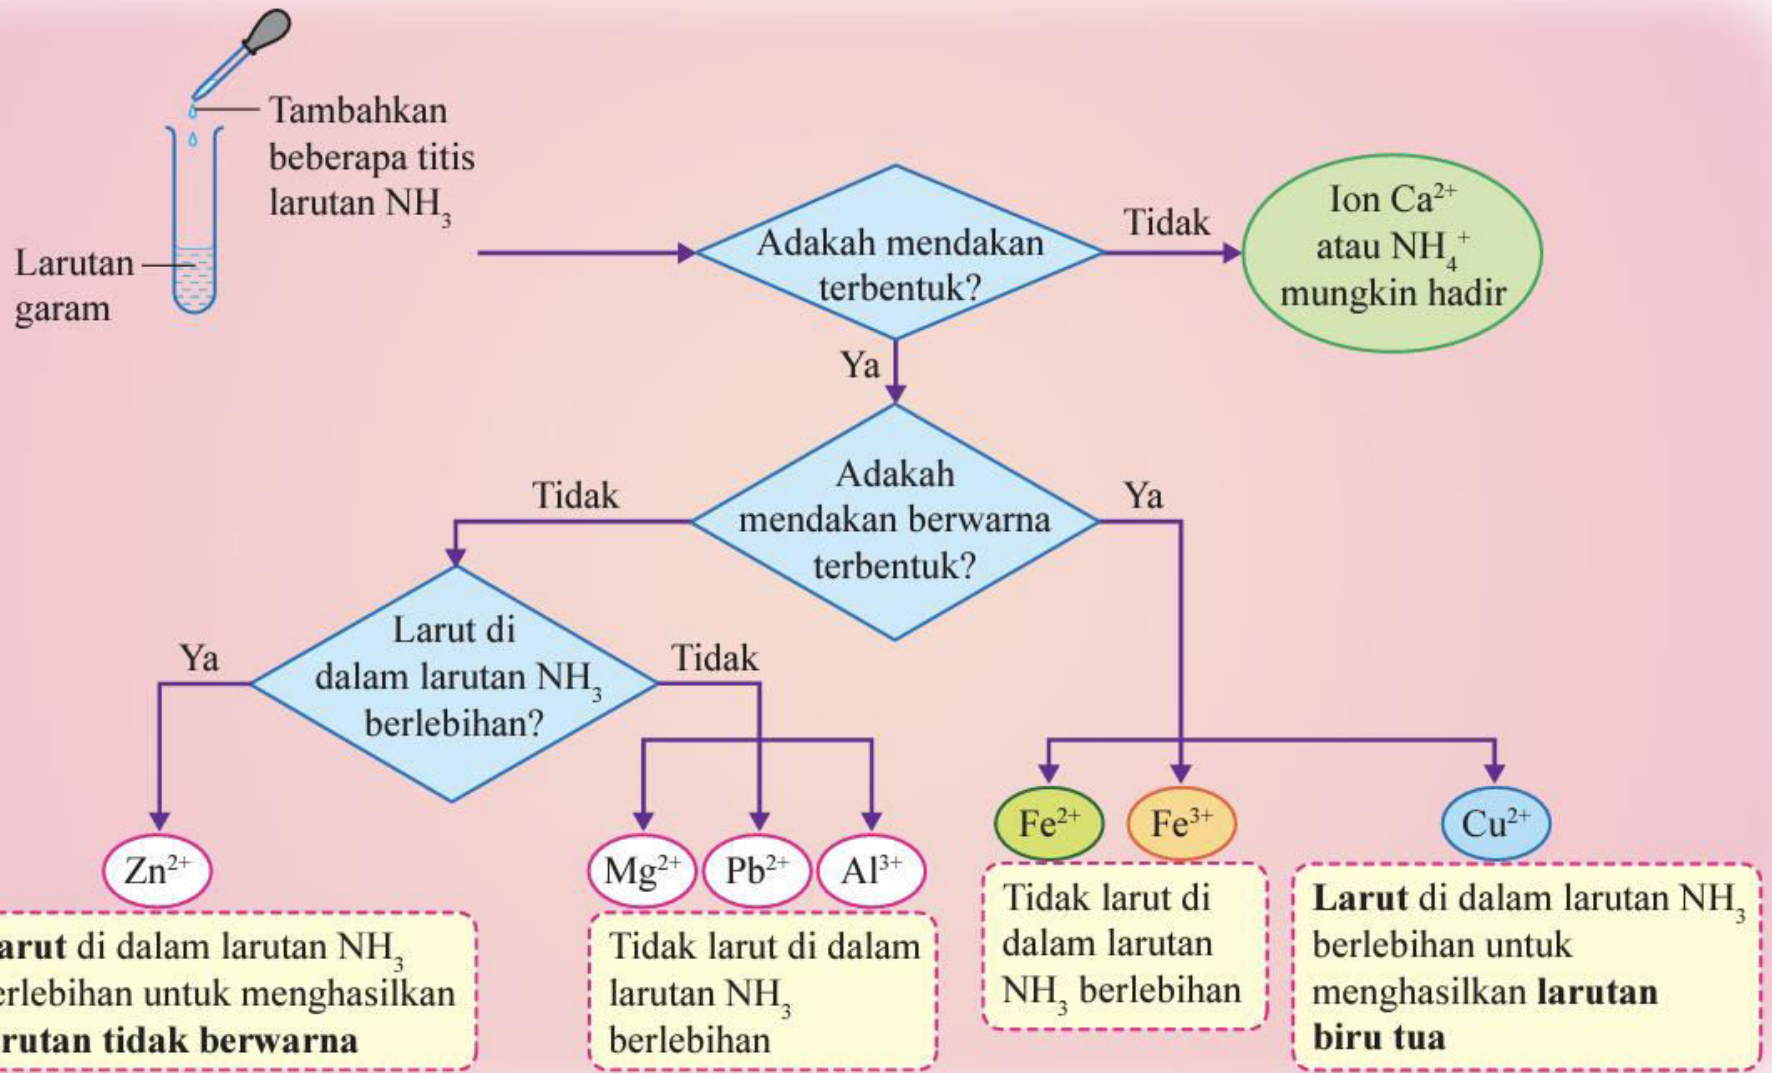 Tambahkan
beberapa titis
larutan NH₃
Larutan
garam
Adakah mendakan
terbentuk?
Tidak
Ion Ca²⁺
atau NH₄⁺
mungkin hadir
Ya
Adakah
mendakan berwarna
terbentuk?
Tidak
Ya
Larut di
dalam larutan NH₃
berlebihan?
Ya
Tidak
Zn²⁺
Mg²⁺
Pb²⁺
Al³⁺
Fe²⁺
Fe³⁺
Cu²⁺
arut di dalam larutan NH₃
erlebihan untuk menghasilkan
rutan tidak berwarna
Tidak larut di dalam
larutan NH₃
berlebihan
Tidak larut di
dalam larutan
NH₃ berlebihan
Larut di dalam larutan NH₃
berlebihan untuk
menghasilkan larutan
biru tua